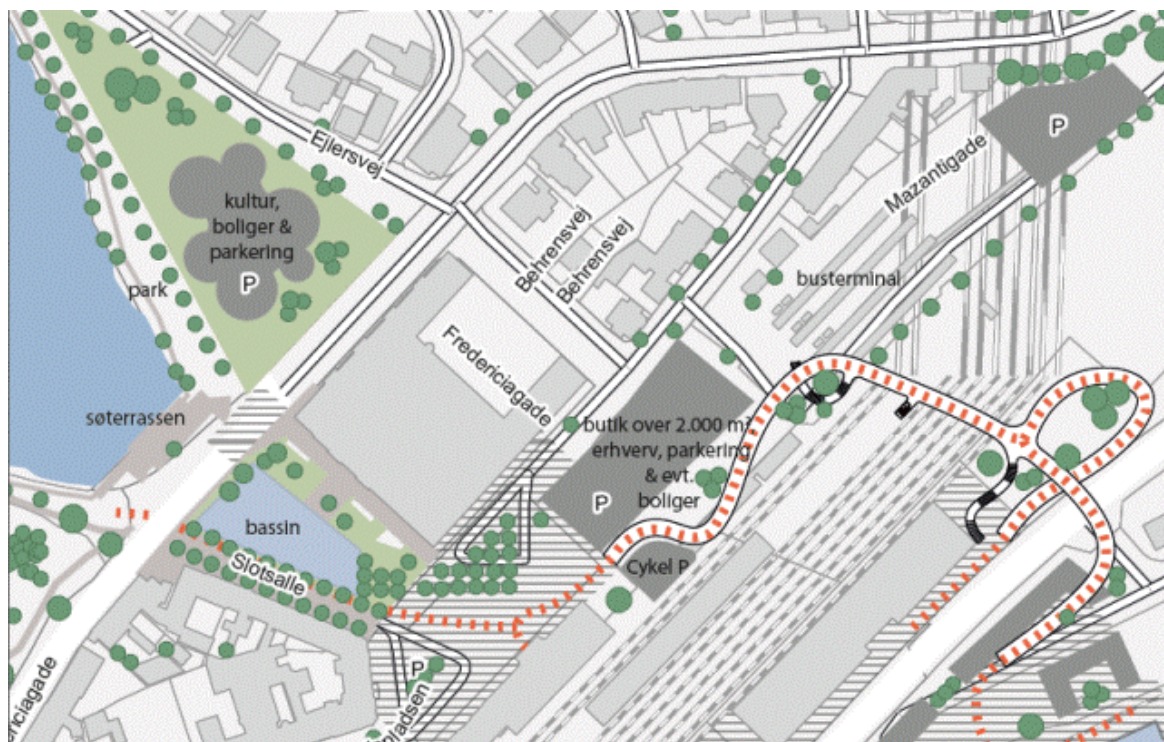 Ejlersvej
P
Mazantigade
kultur,
boliger &
parkering
P
park
Behrensvej
Behrensvej
busterminal
Fredericiagade
søterrassen
butik over 2.000 m²
erhverv, parkering
& evt.
boliger
P
bassin
Slotsalle
Cykel P
P